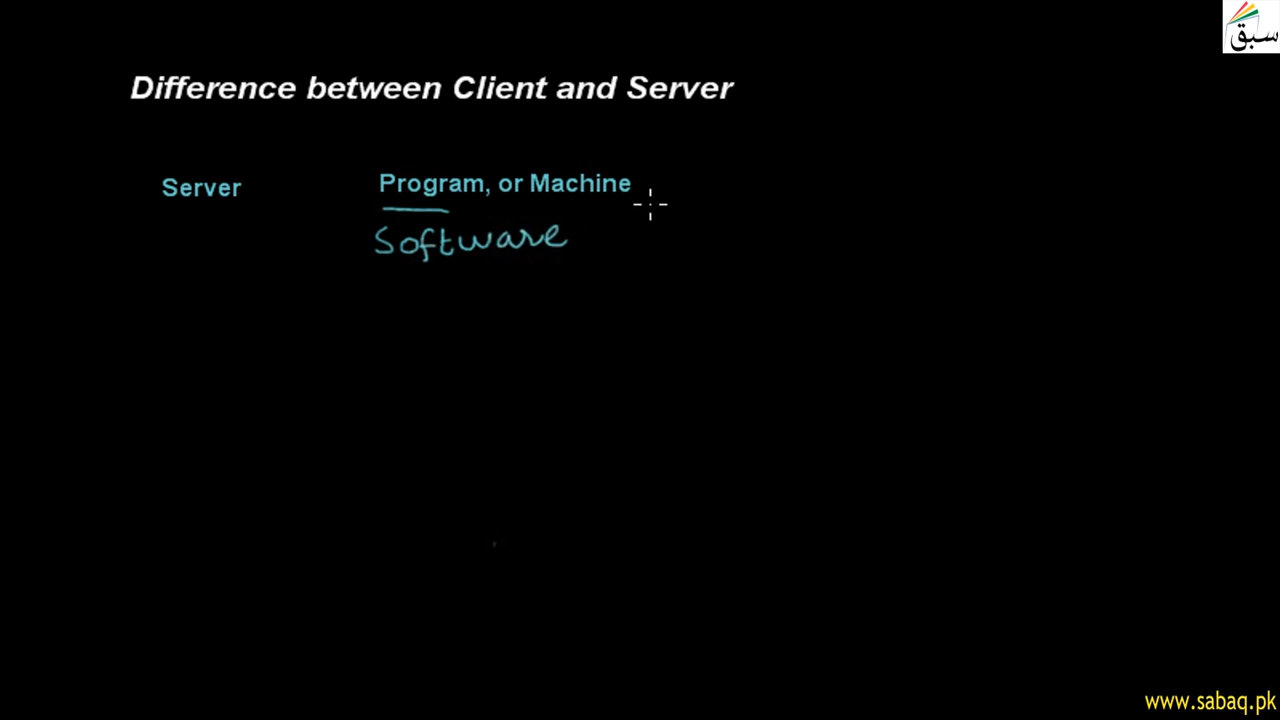 سبق
Difference between Client and Server
Server Program, or Machine
Software
www.sabaq.pk